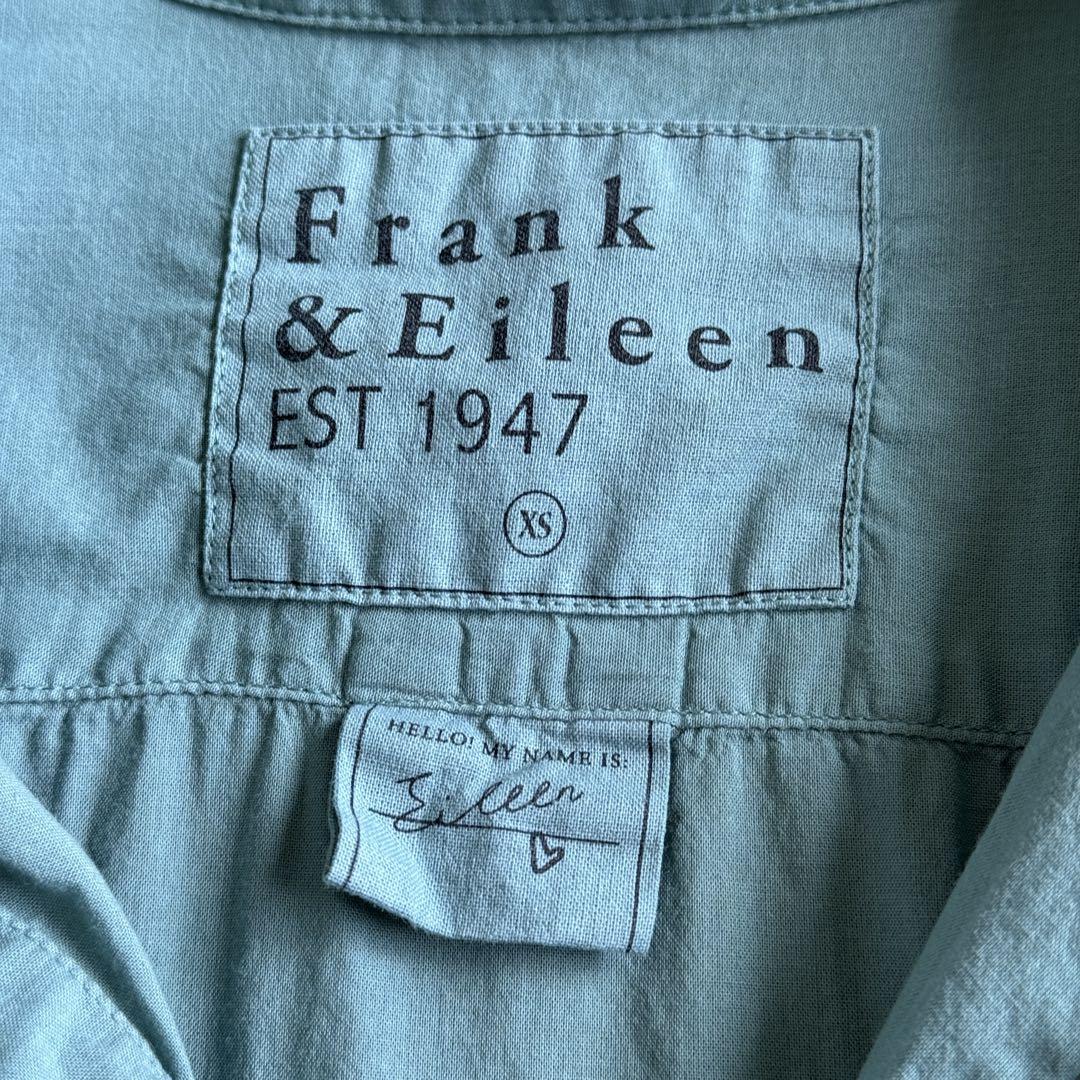 Frank
& Eileen
EST 1947
XS
HELLO! MY NAME IS:
Eileen